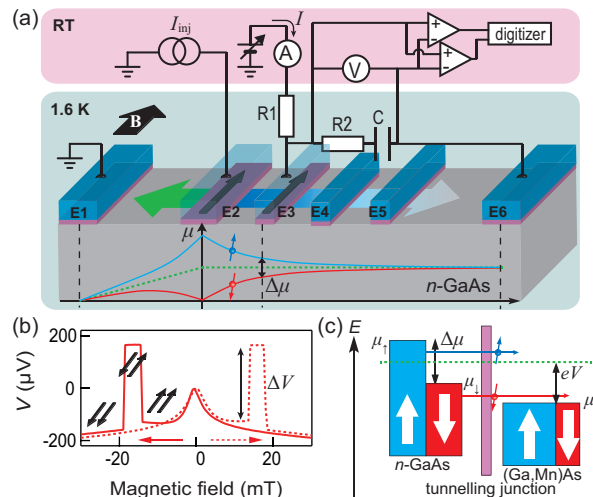 (a)
RT
I_inj
I
A
V
digitizer
1.6 K
B
R1
R2
C
E1
E2
E3
E4
E5
E6
μ
Δμ
n-GaAs
(b)
V (μV)
200
0
-200
ΔV
-20
0
20
Magnetic field (mT)
(c)
E
μ↑
Δμ
μ↓
eV
μ
n-GaAs
(Ga,Mn)As
tunnelling junction